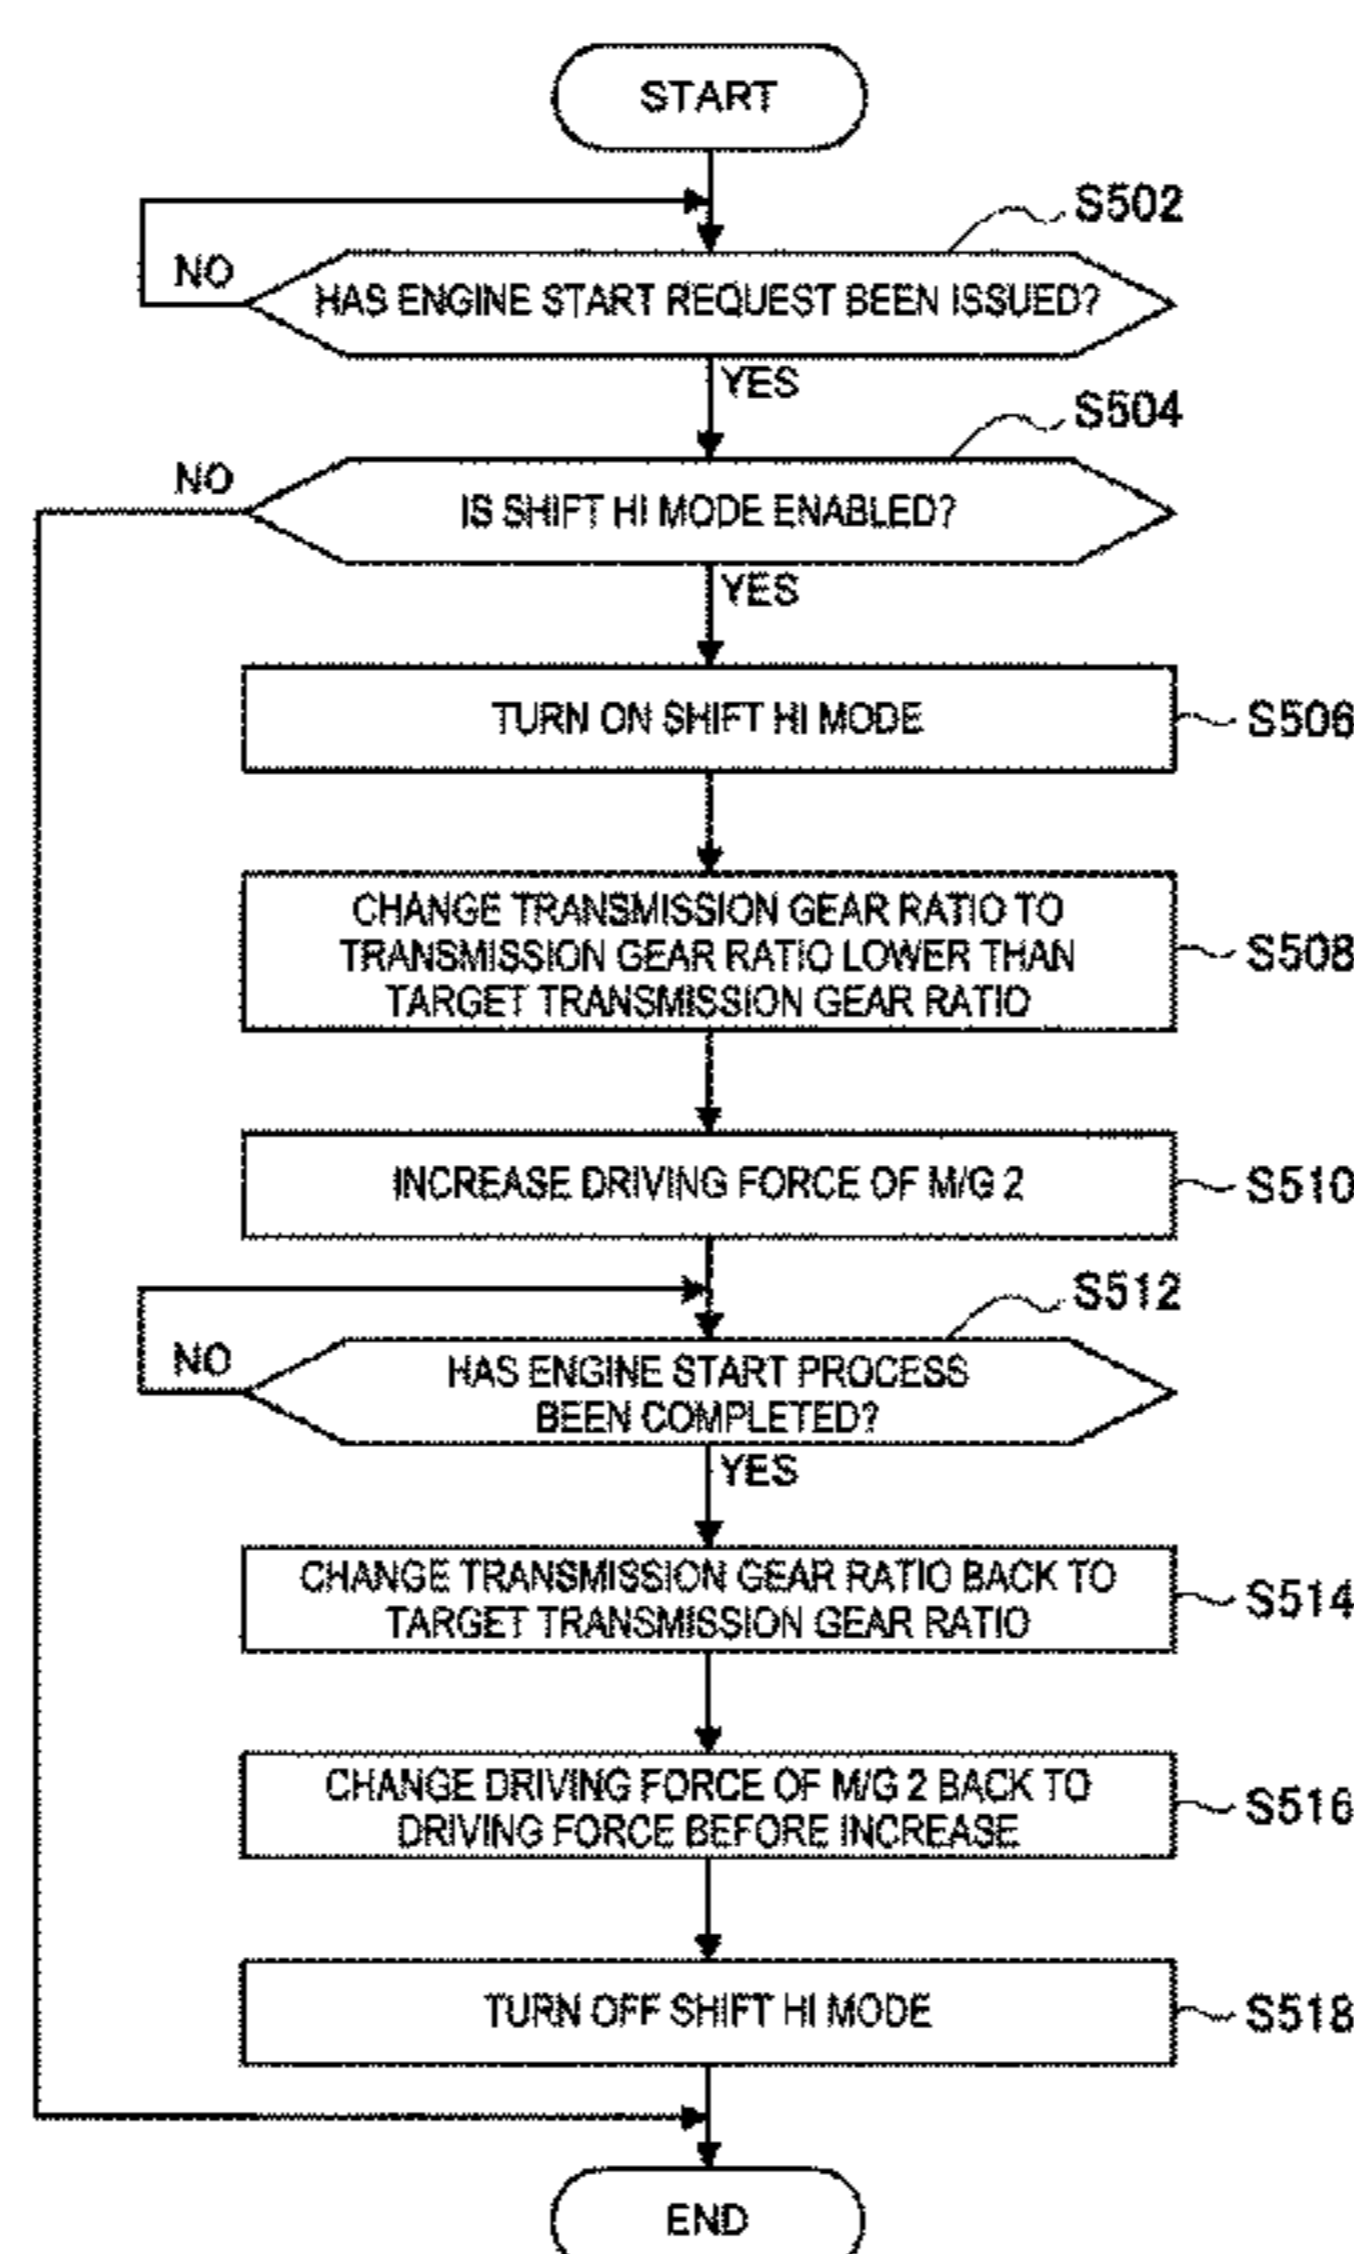 START
S502
NO
HAS ENGINE START REQUEST BEEN ISSUED?
YES
S504
NO
IS SHIFT HI MODE ENABLED?
YES
TURN ON SHIFT HI MODE
S506
CHANGE TRANSMISSION GEAR RATIO TO
TRANSMISSION GEAR RATIO LOWER THAN
TARGET TRANSMISSION GEAR RATIO
S508
INCREASE DRIVING FORCE OF M/G 2
S510
S512
NO
HAS ENGINE START PROCESS
BEEN COMPLETED?
YES
CHANGE TRANSMISSION GEAR RATIO BACK TO
TARGET TRANSMISSION GEAR RATIO
S514
CHANGE DRIVING FORCE OF M/G 2 BACK TO
DRIVING FORCE BEFORE INCREASE
S516
TURN OFF SHIFT HI MODE
S518
END